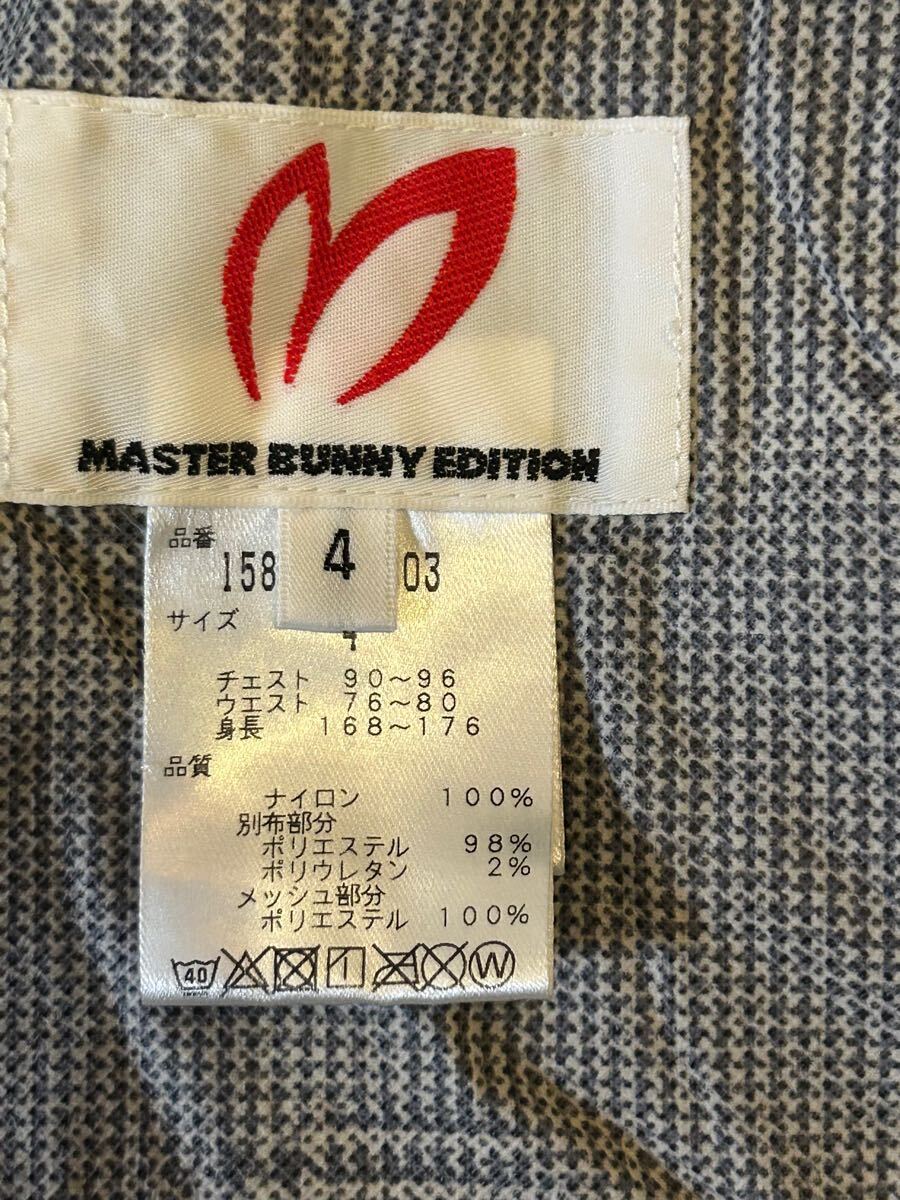 MASTER BUNNY EDITION
4
品番
158 03
サイズ
4
チェスト 90~96
ウエスト 76~80
身長 168~176
品質
ナイロン 100%
別布部分
ポリエステル 98%
ポリウレタン 2%
メッシュ部分
ポリエステル 100%
40 W